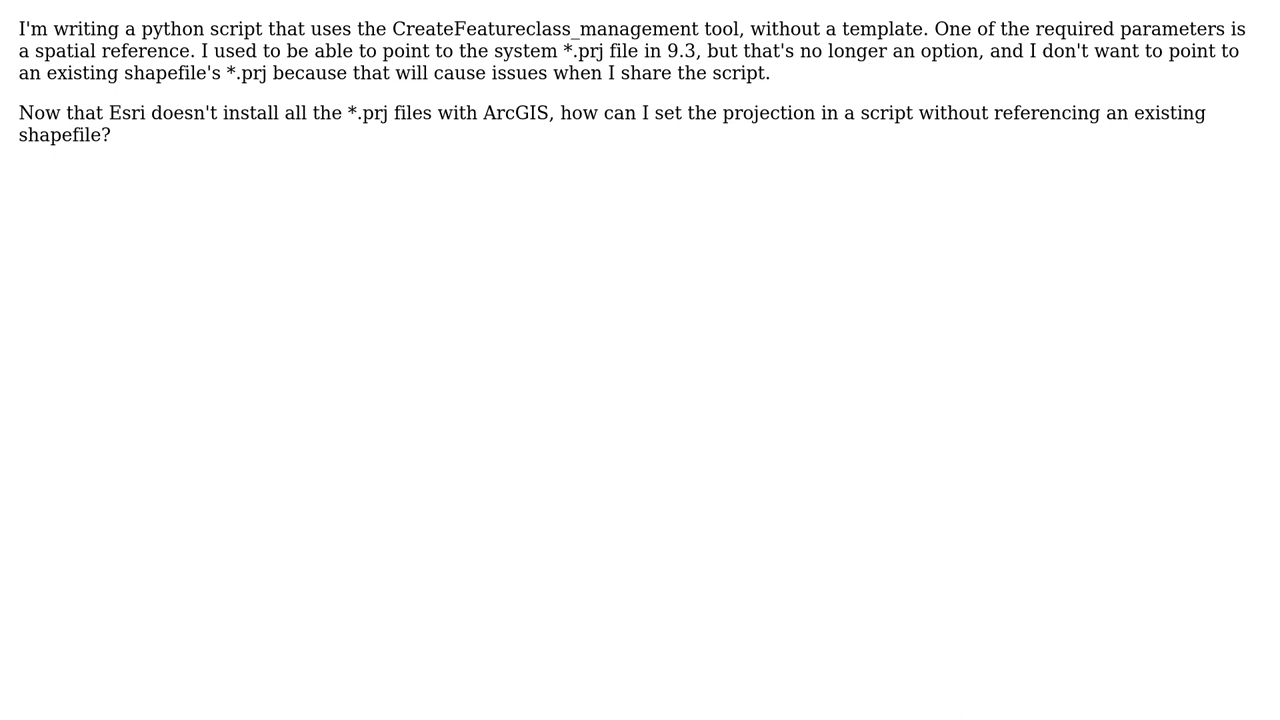 I'm writing a python script that uses the CreateFeatureclass_management tool, without a template. One of the required parameters is
a spatial reference. I used to be able to point to the system *.prj file in 9.3, but that's no longer an option, and I don't want to point to
an existing shapefile's *.prj because that will cause issues when I share the script.
Now that Esri doesn't install all the *.prj files with ArcGIS, how can I set the projection in a script without referencing an existing
shapefile?